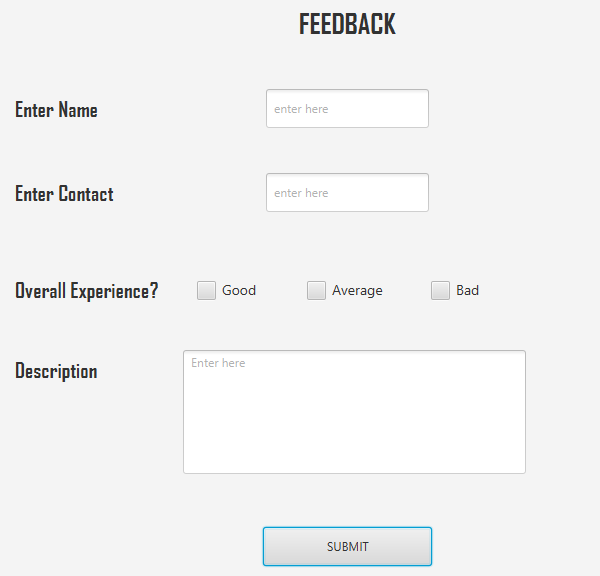 FEEDBACK
Enter Name
enter here
Enter Contact
enter here
Overall Experience? Good Average Bad
Description
Enter here
SUBMIT